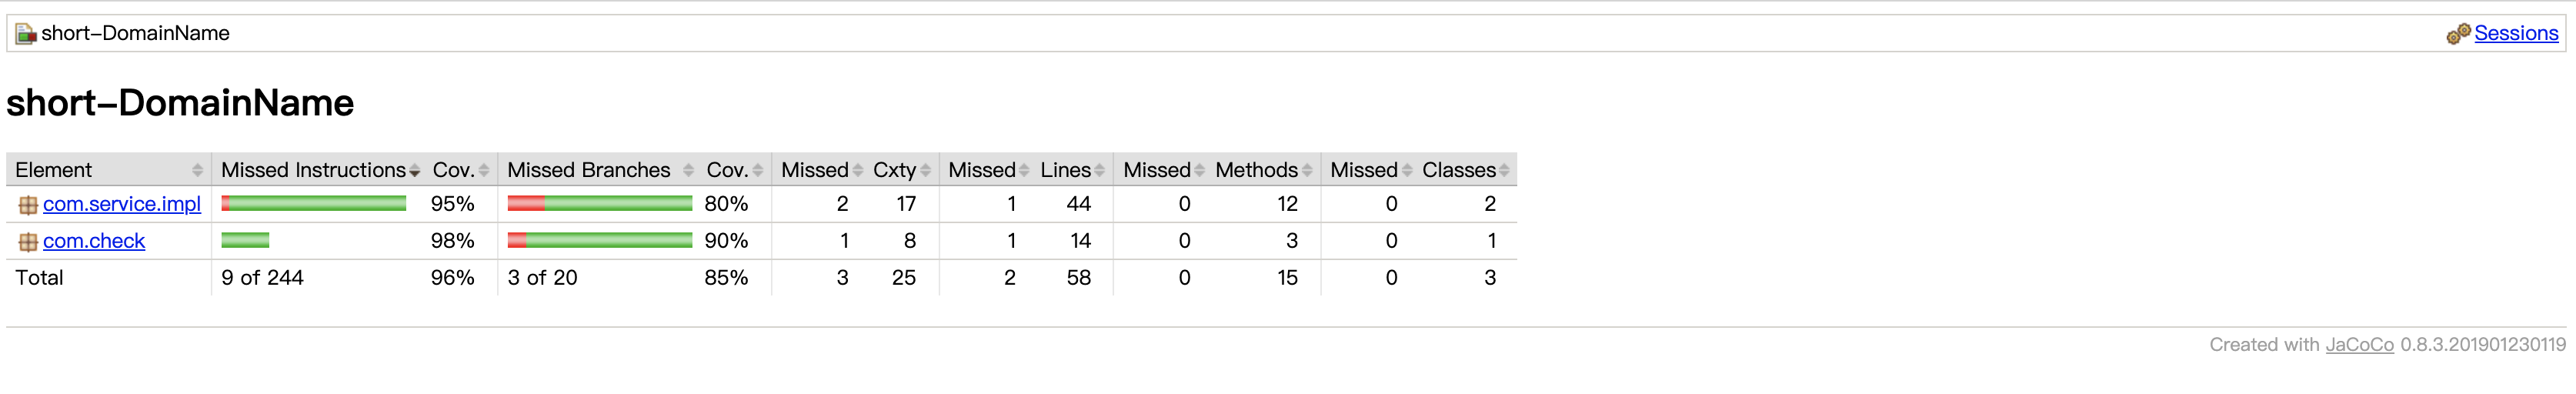 short-DomainName Sessions
short-DomainName
Element Missed Instructions Cov. Missed Branches Cov. Missed Cxty Missed Lines Missed Methods Missed Classes
com.service.impl 95% 80% 2 17 1 44 0 12 0 2
com.check 98% 90% 1 8 1 14 0 3 0 1
Total 9 of 244 96% 3 of 20 85% 3 25 2 58 0 15 0 3
Created with JaCoCo 0.8.3.201901230119